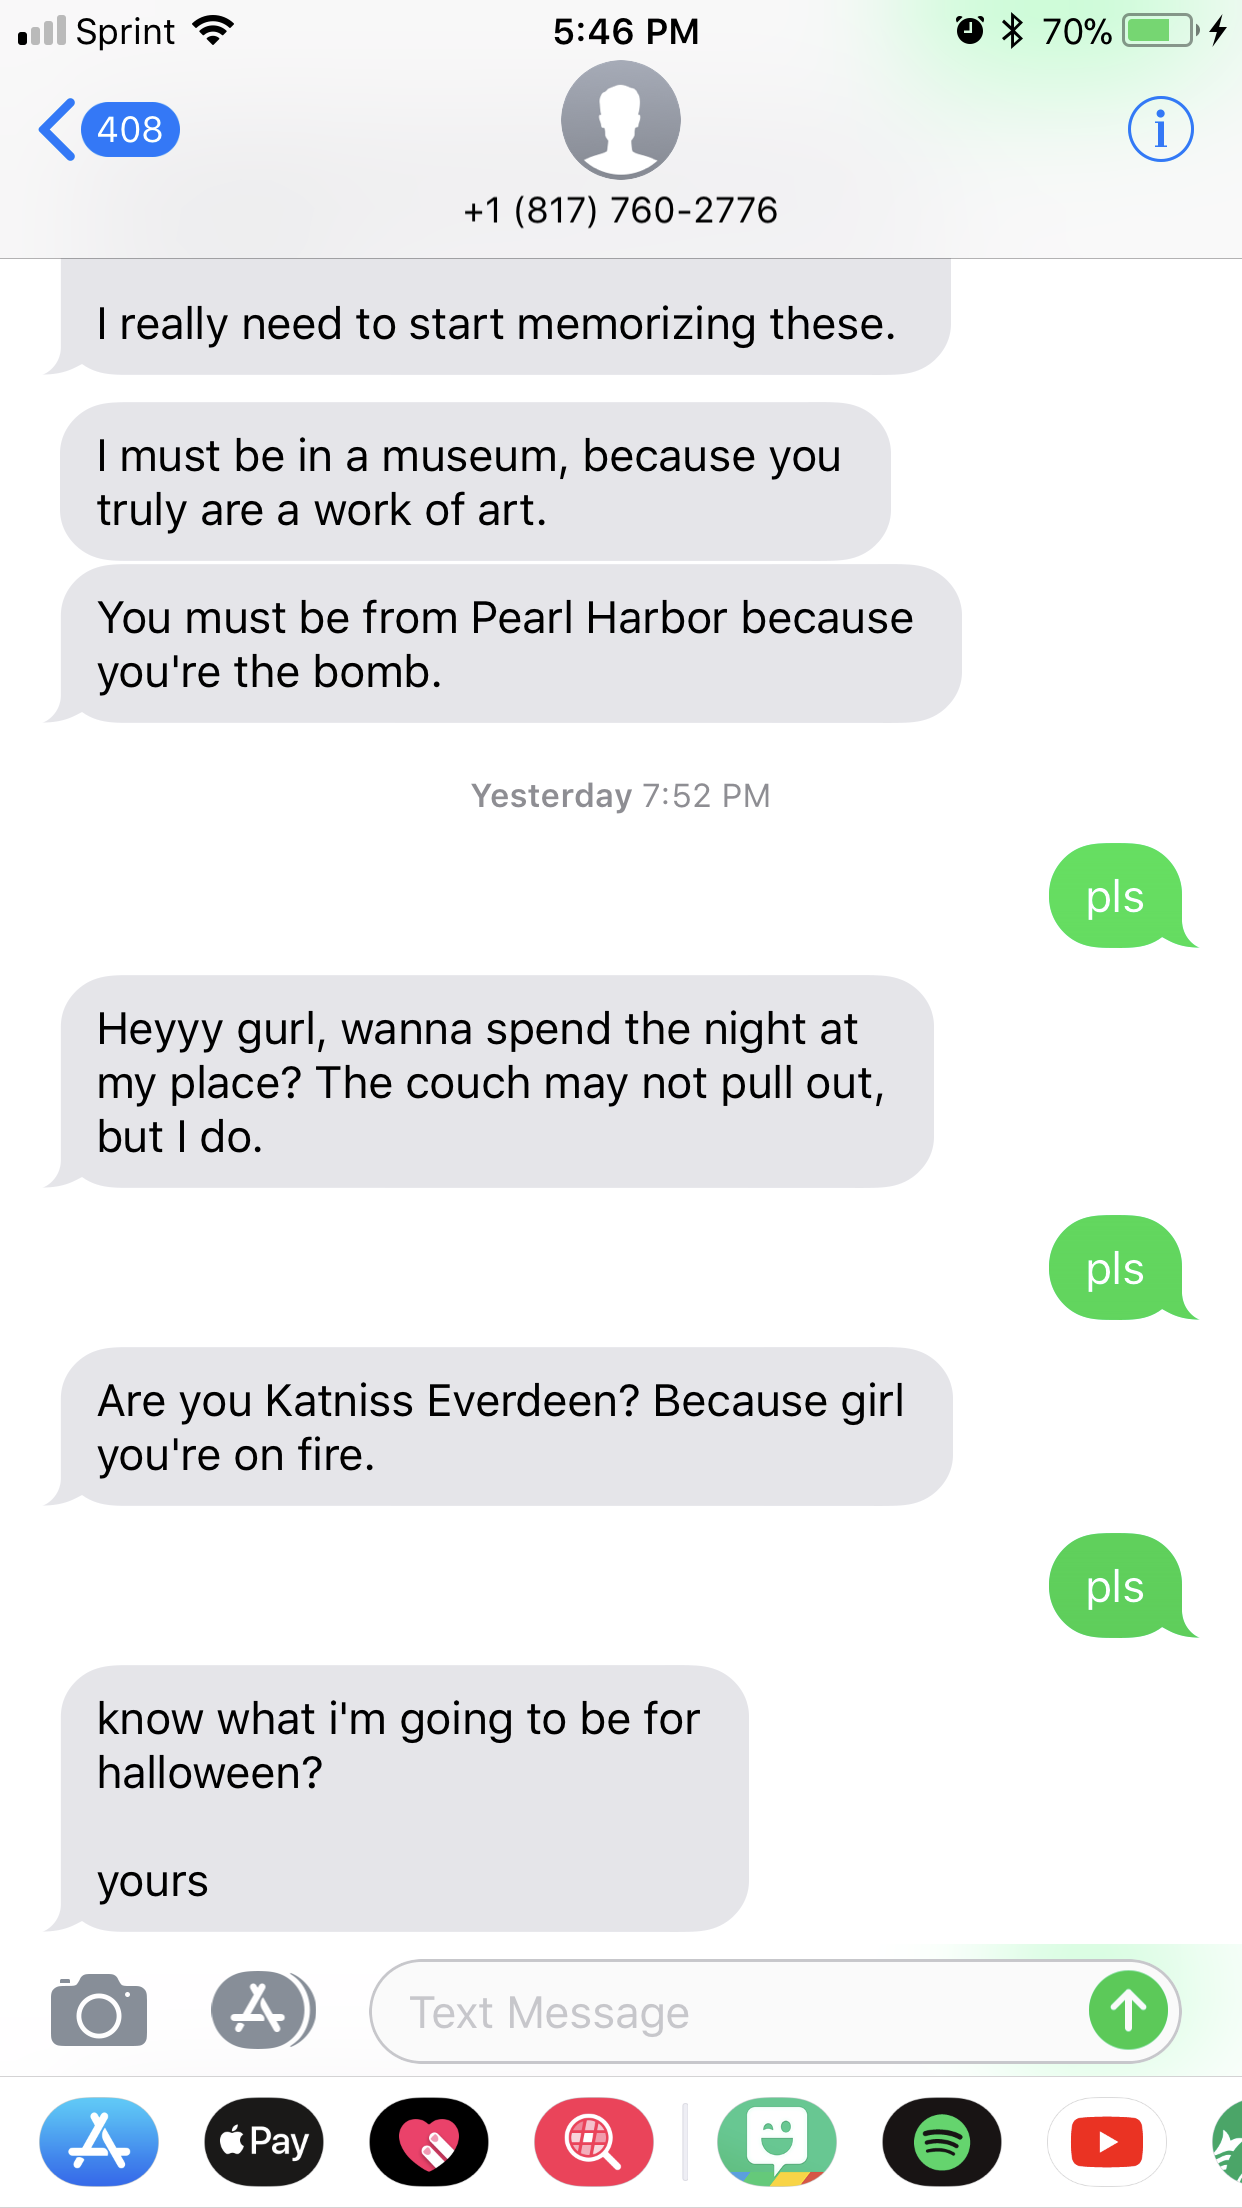 Sprint 5:46 PM 70%
408
+1 (817) 760-2776
I really need to start memorizing these.
I must be in a museum, because you
truly are a work of art.
You must be from Pearl Harbor because
you're the bomb.
Yesterday 7:52 PM
pls
Heyyy gurl, wanna spend the night at
my place? The couch may not pull out,
but I do.
pls
Are you Katniss Everdeen? Because girl
you're on fire.
pls
know what i'm going to be for
halloween?
yours
Text Message
Pay